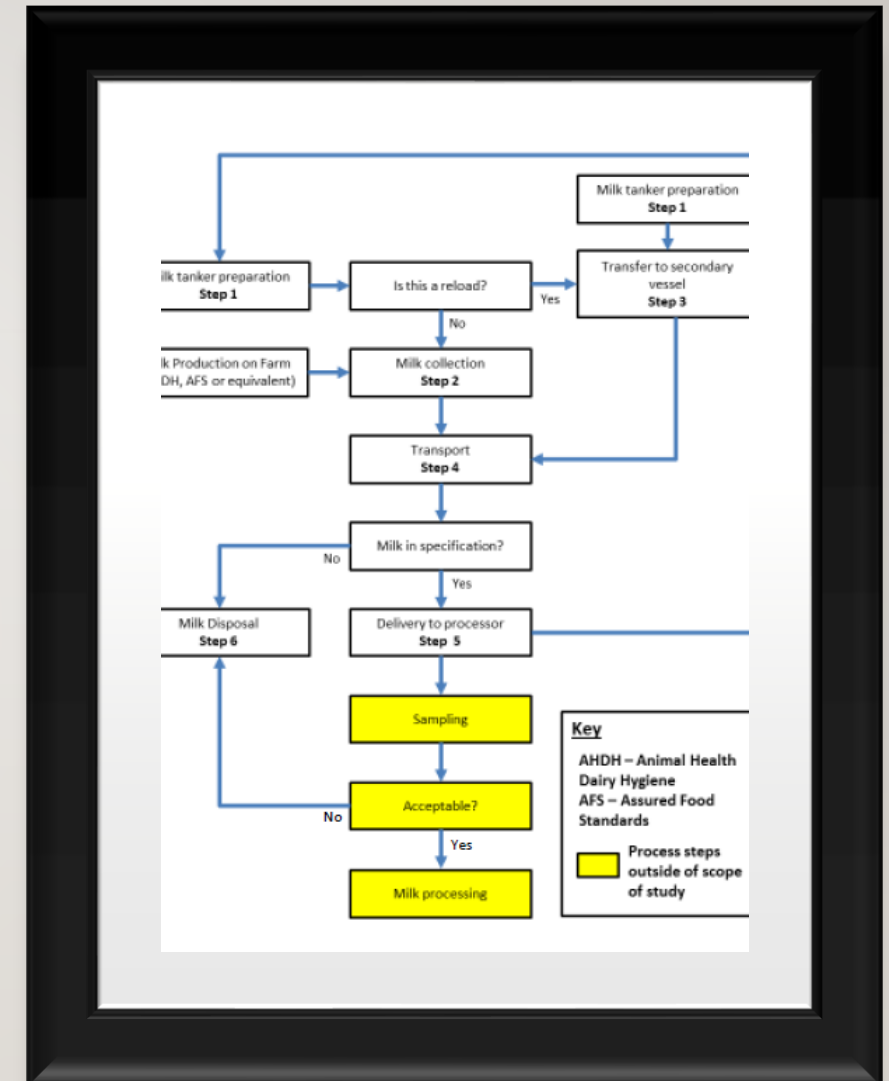 Milk tanker preparation
Step 1
ilk tanker preparation
Step 1
Is this a reload?
Yes
Transfer to secondary
vessel
Step 3
No
lk Production on Farm
DH, AFS or equivalent)
Milk collection
Step 2
Transport
Step 4
Milk in specification?
No
Yes
Milk Disposal
Step 6
Delivery to processor
Step 5
Sampling
Key
AHDH – Animal Health
Dairy Hygiene
AFS – Assured Food
Standards
Acceptable?
No
Yes
Process steps
outside of scope
of study
Milk processing